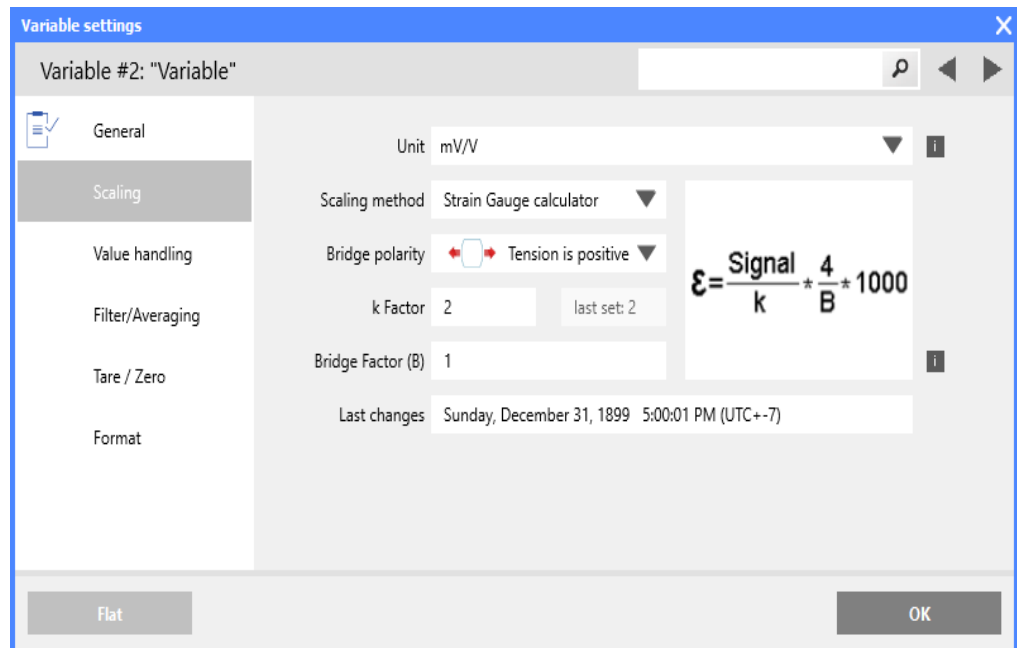 Variable settings
Variable #2: "Variable"
General
Scaling
Value handling
Filter/Averaging
Tare / Zero
Format
Unit mV/V
Scaling method Strain Gauge calculator
Bridge polarity Tension is positive
k Factor 2 last set: 2
Bridge Factor (B) 1
Last changes Sunday, December 31, 1899 5:00:01 PM (UTC+-7)
ε=Signal/k * 4/B * 1000
Flat
OK